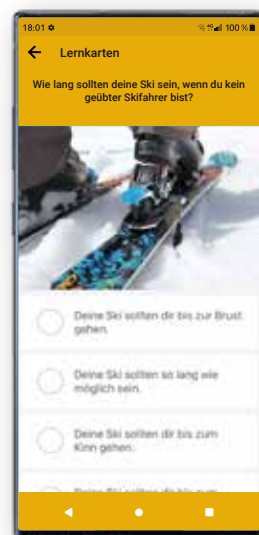 18:01
100 %
Lernkarten
Wie lang sollten deine Ski sein, wenn du kein
geübter Skifahrer bist?
Deine Ski sollten dir bis zur Brust
gehen.
Deine Ski sollten so lang wie
möglich sein.
Deine Ski sollten dir bis zum
Kinn gehen.